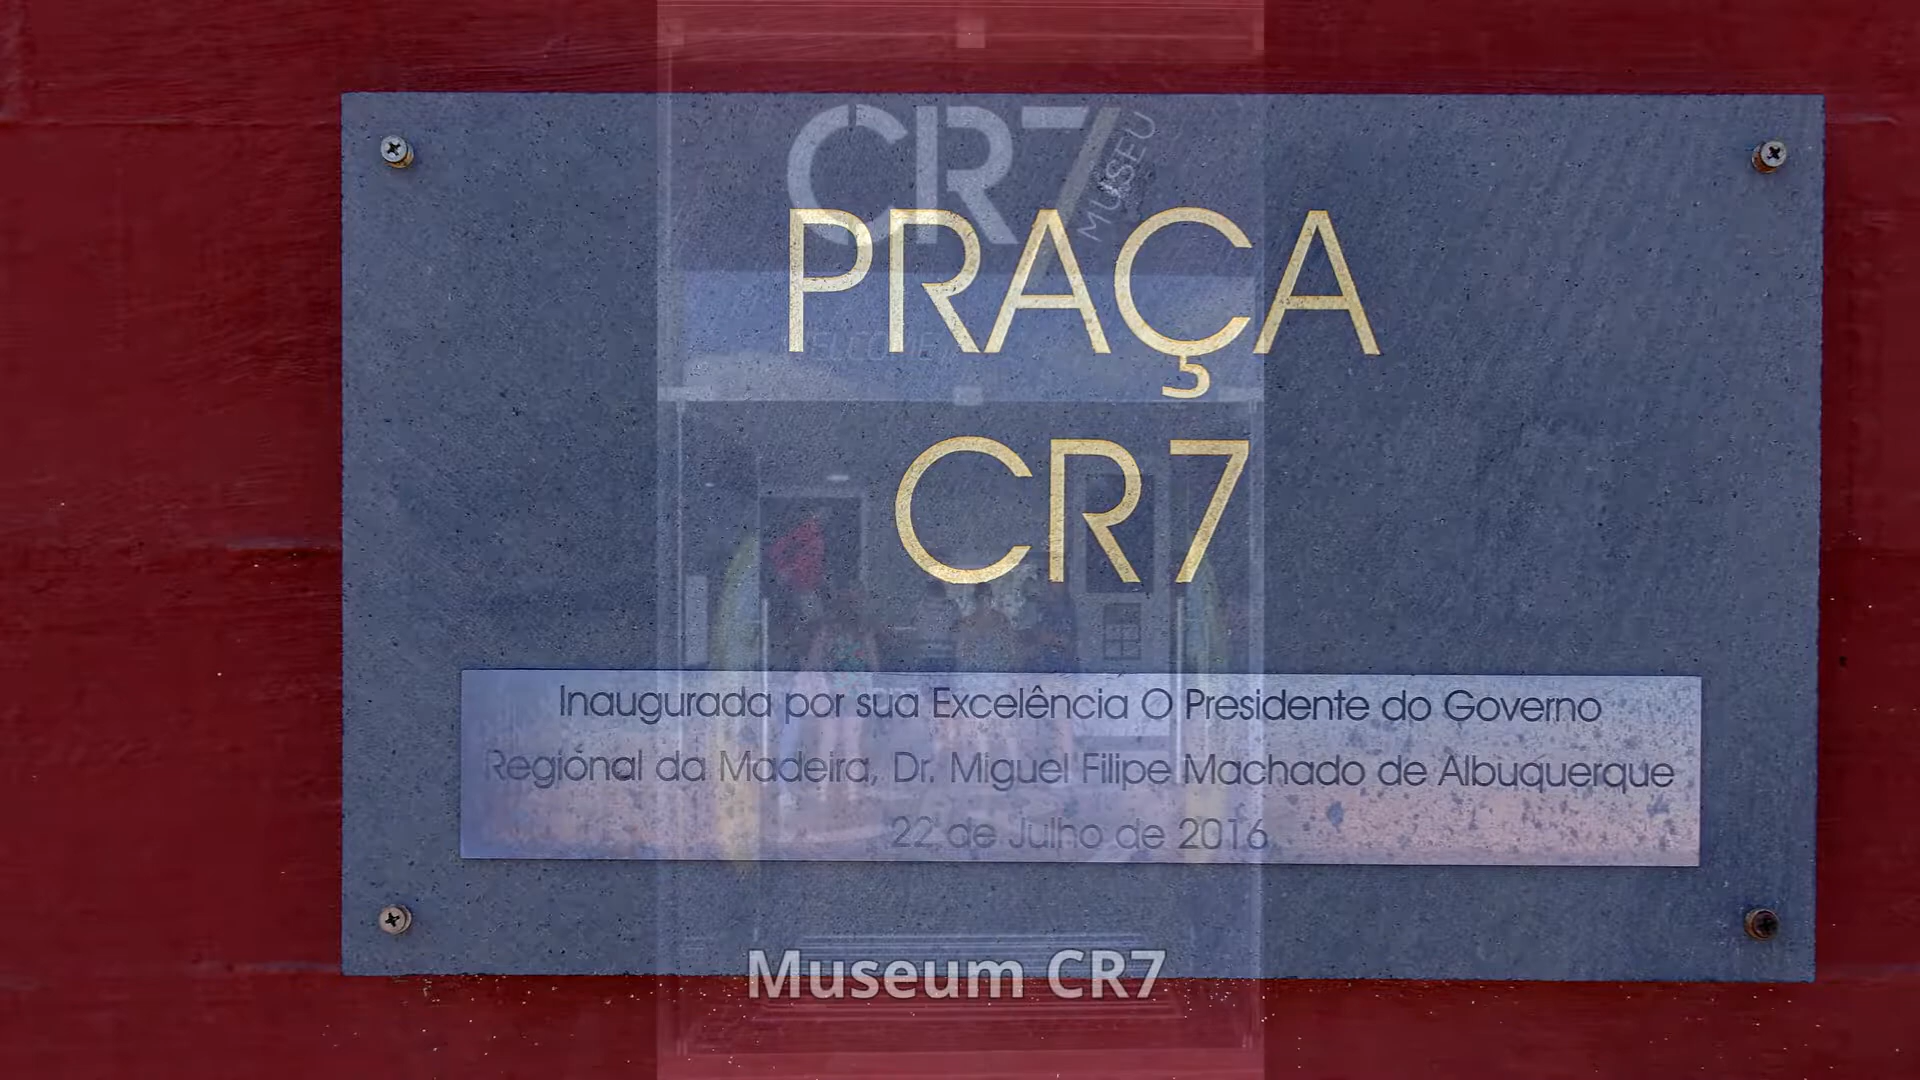 CR7
MUSEU
PRAÇA
CR7
Inaugurada por sua Excelência O Presidente do Governo
Regiónal da Madeira, Dr. Miguel Filipe Machado de Albuquerque
22 de Julho de 2016
Museum CR7